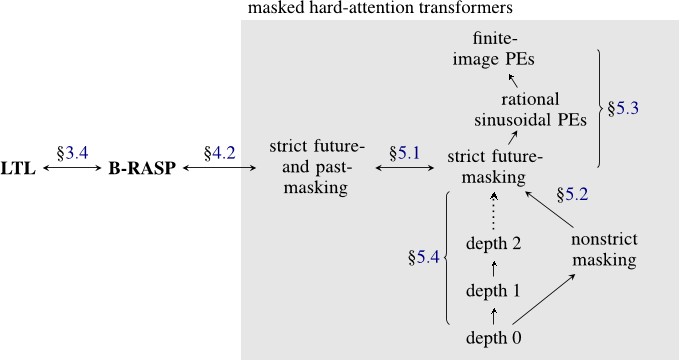 masked hard-attention transformers
finite-
image PEs
rational
sinusoidal PEs
§5.3
LTL
§3.4
B-RASP
§4.2
strict future-
and past-
masking
§5.1
strict future-
masking
§5.2
§5.4
depth 2
nonstrict
masking
depth 1
depth 0